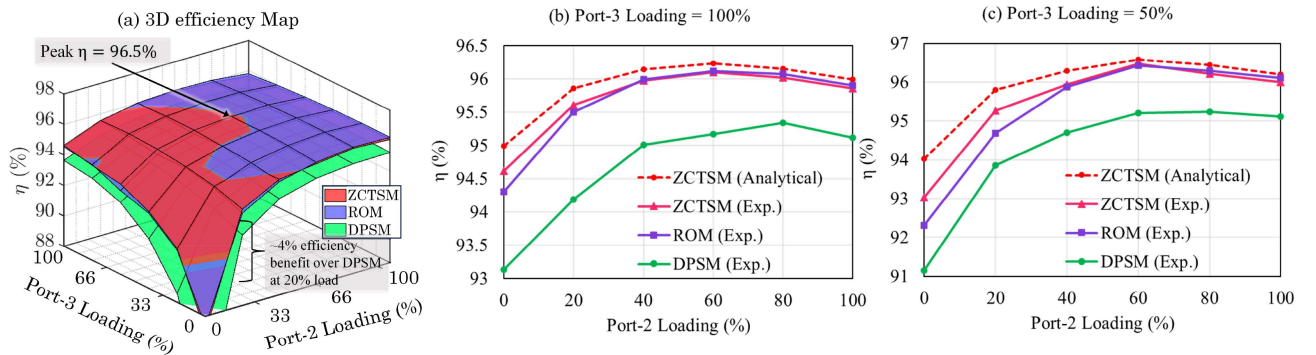 (a) 3D efficiency Map
Peak η = 96.5%
98
96
94
92
90
88
η (%)
100
66
33
0
Port-3 Loading (%)
0
33
66
100
Port-2 Loading (%)
ZCTSM
ROM
DPSM
~4% efficiency
benefit over DPSM
at 20% load
(b) Port-3 Loading = 100%
96.5
96
95.5
95
94.5
94
93.5
93
η (%)
ZCTSM (Analytical)
ZCTSM (Exp.)
ROM (Exp.)
DPSM (Exp.)
0 20 40 60 80 100
Port-2 Loading (%)
(c) Port-3 Loading = 50%
97
96
95
94
93
92
91
η (%)
ZCTSM (Analytical)
ZCTSM (Exp.)
ROM (Exp.)
DPSM (Exp.)
0 20 40 60 80 100
Port-2 Loading (%)